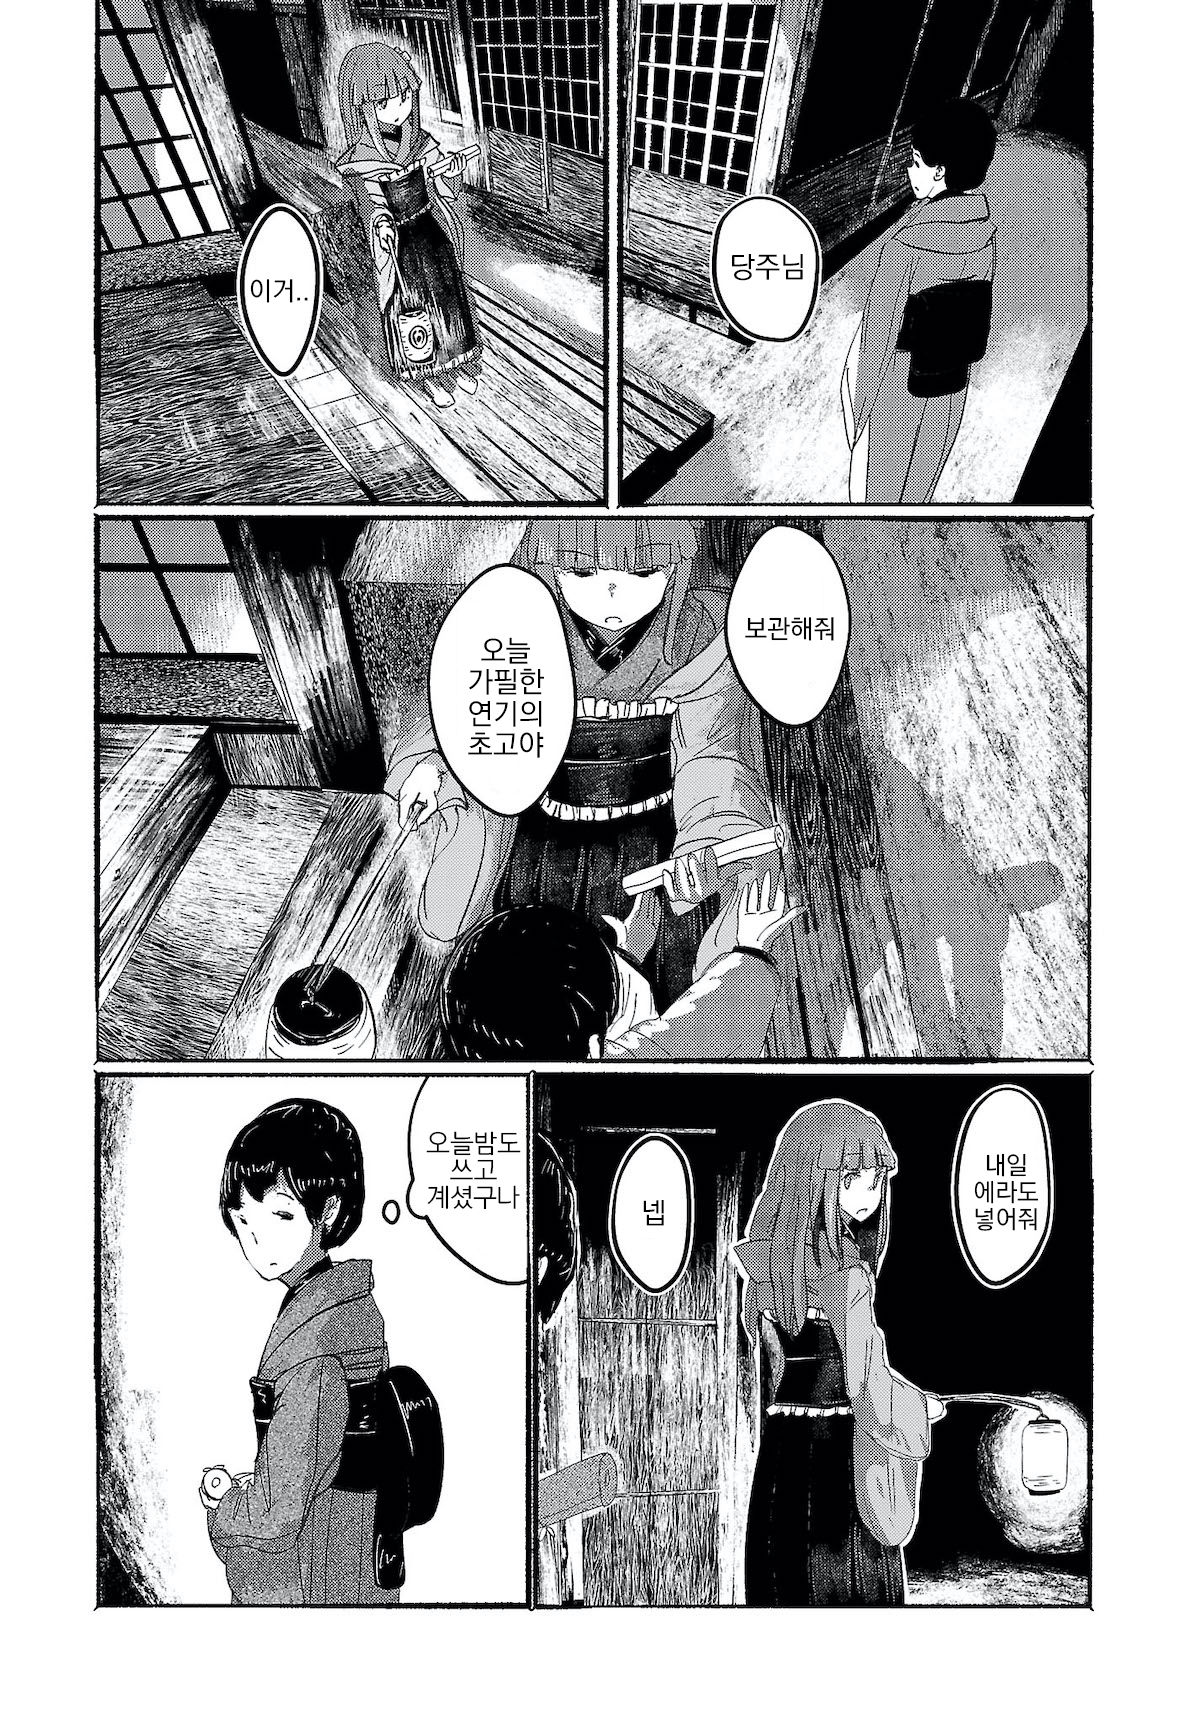 당주님
이거..
보관해줘
오늘
가필한
연기의
초고야
내일
에라도
넣어줘
넵
오늘밤도
쓰고
계셨구나